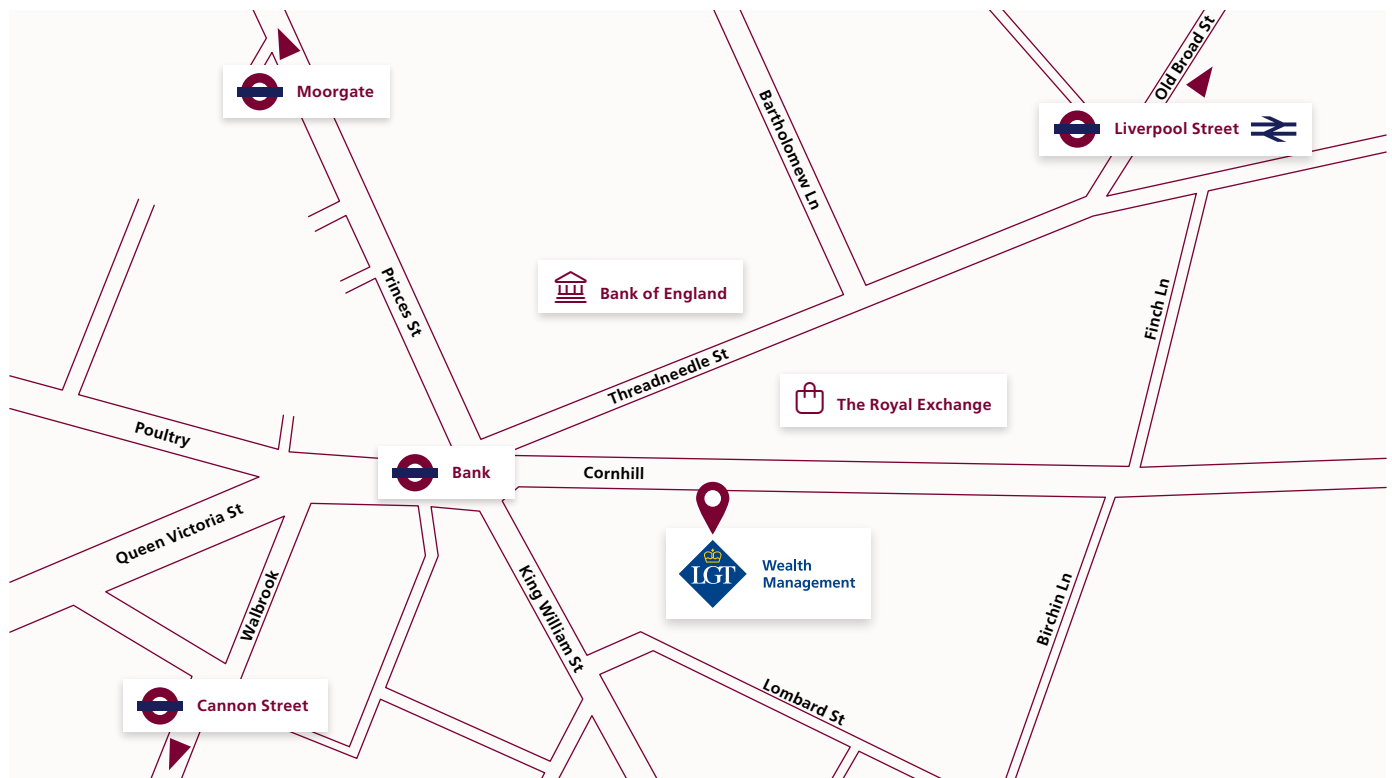 Old Broad St
Moorgate
Bartholomew Ln
Liverpool Street
Princes St
Bank of England
Finch Ln
Threadneedle St
The Royal Exchange
Poultry
Bank
Cornhill
Queen Victoria St
LGT
Wealth
Management
Walbrook
King William St
Birchin Ln
Cannon Street
Lombard St